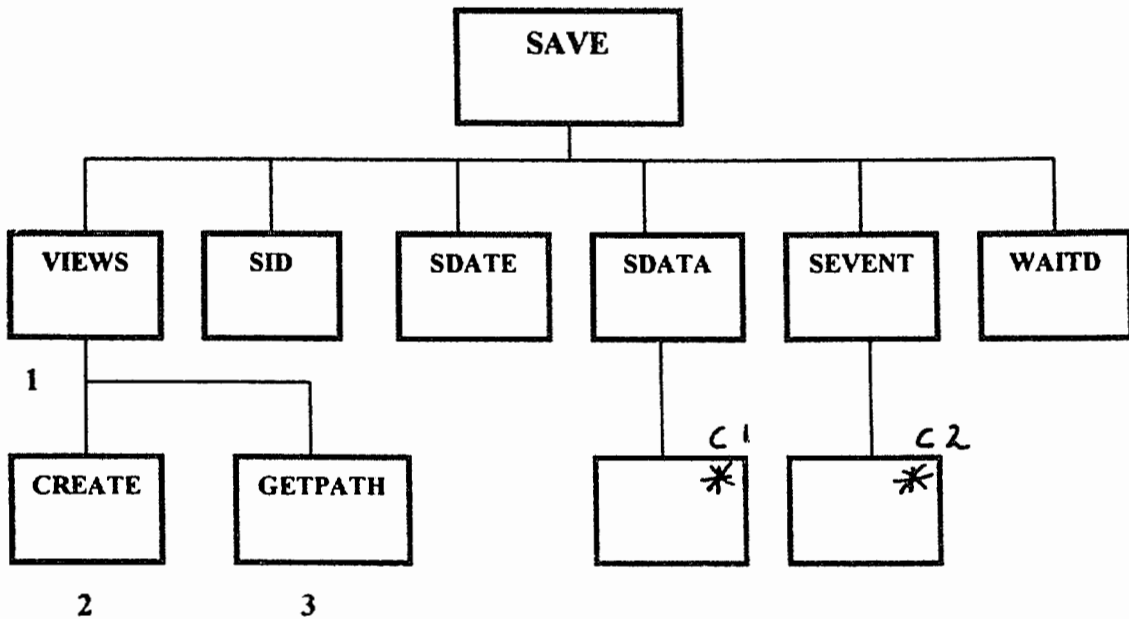 SAVE
VIEWS SID SDATE SDATA SEVENT WAITD
1
C1 C2
CREATE GETPATH * *
2 3